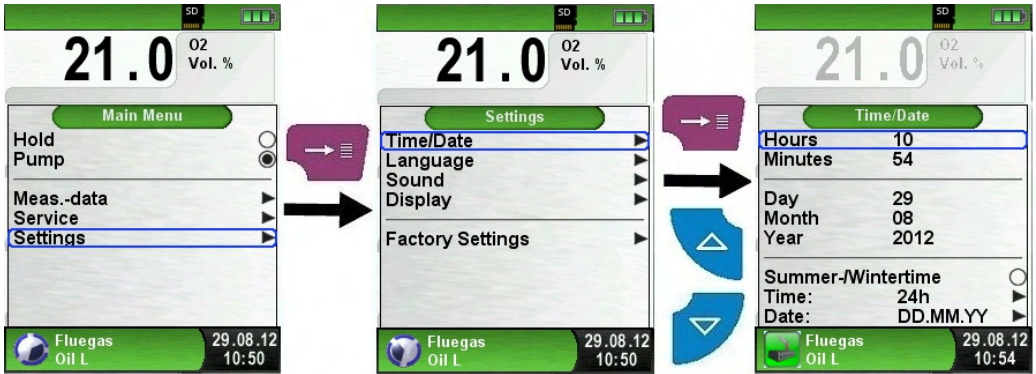 SD
21.0 O2
Vol. %
Main Menu
Hold
Pump
Meas.-data
Service
Settings
Fluegas 29.08.12
Oil L 10:50
SD
21.0 O2
Vol. %
Settings
Time/Date
Language
Sound
Display
Factory Settings
Fluegas 29.08.12
Oil L 10:50
SD
21.0 O2
Vol. %
Time/Date
Hours 10
Minutes 54
Day 29
Month 08
Year 2012
Summer-/Wintertime
Time: 24h
Date: DD.MM.YY
Fluegas 29.08.12
Oil L 10:54